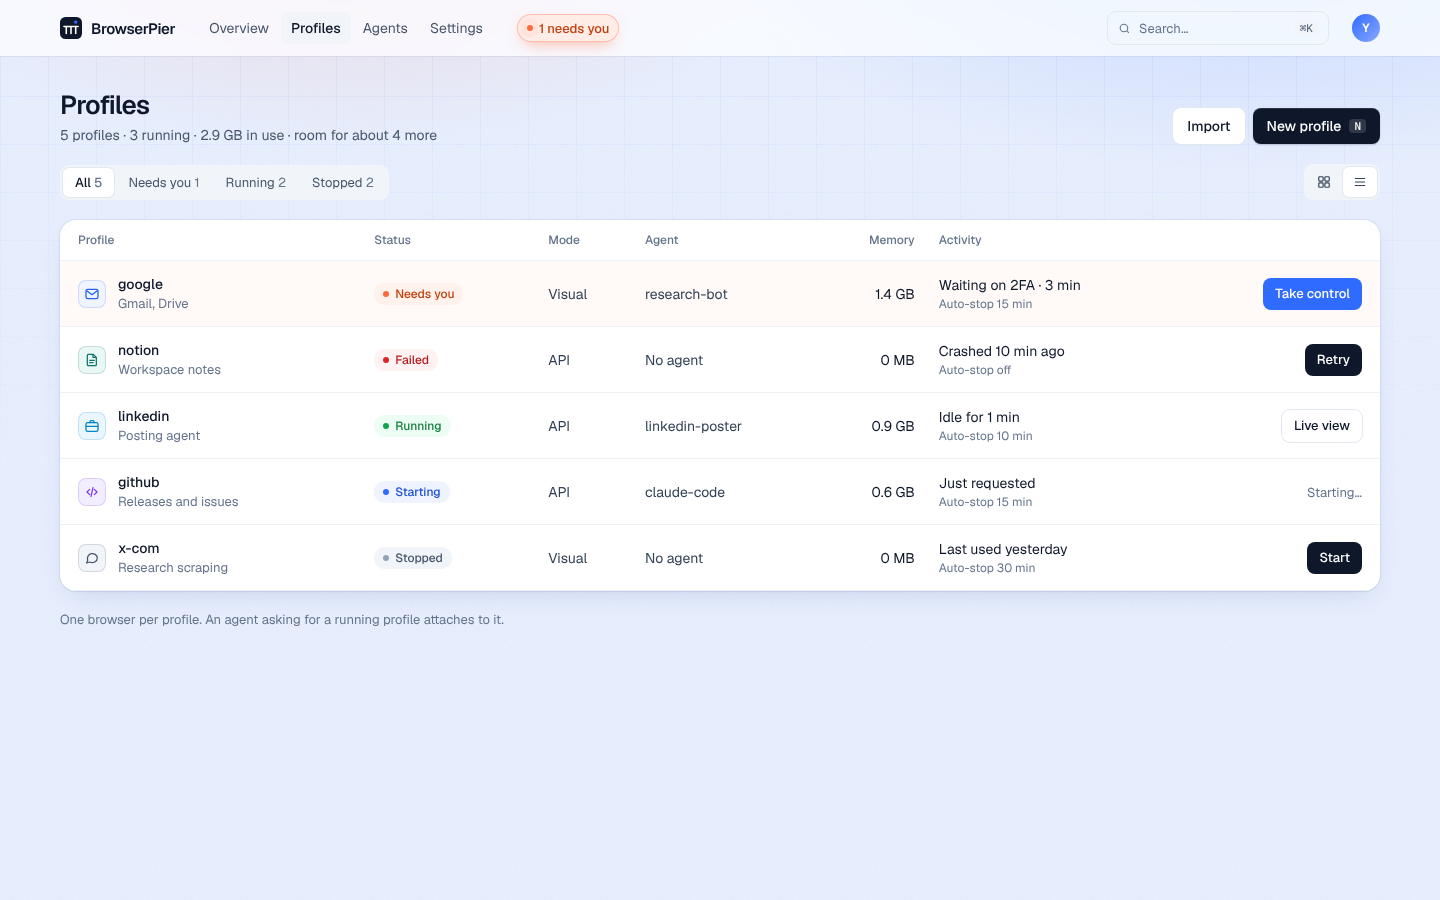 BrowserPier Overview Profiles Agents Settings 1 needs you Search... ⌘K Y
Profiles
5 profiles · 3 running · 2.9 GB in use · room for about 4 more
Import New profile N
All 5 Needs you 1 Running 2 Stopped 2
Profile Status Mode Agent Memory Activity
google
Gmail, Drive
Needs you Visual research-bot 1.4 GB
Waiting on 2FA · 3 min
Auto-stop 15 min
Take control
notion
Workspace notes
Failed API No agent 0 MB
Crashed 10 min ago
Auto-stop off
Retry
linkedin
Posting agent
Running API linkedin-poster 0.9 GB
Idle for 1 min
Auto-stop 10 min
Live view
github
Releases and issues
Starting API claude-code 0.6 GB
Just requested
Auto-stop 15 min
Starting...
x-com
Research scraping
Stopped Visual No agent 0 MB
Last used yesterday
Auto-stop 30 min
Start
One browser per profile. An agent asking for a running profile attaches to it.